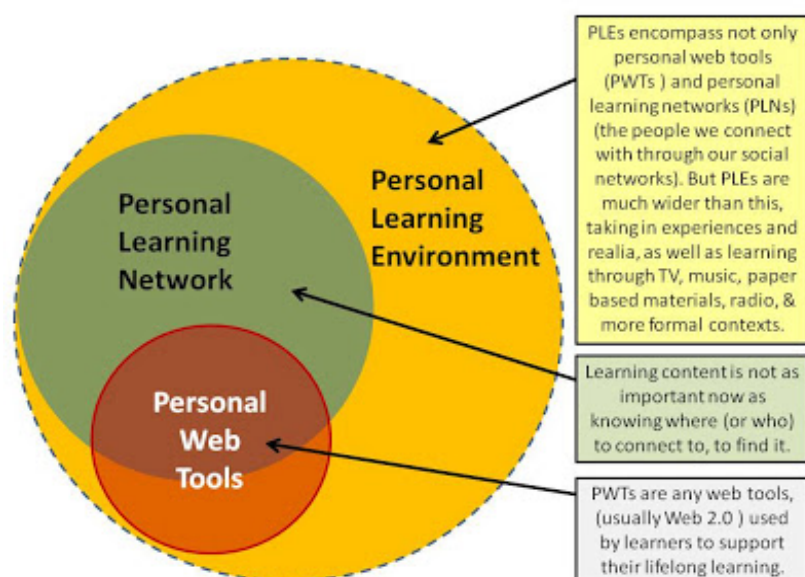 Personal
Learning
Network
Personal
Learning
Environment
Personal
Web
Tools
PLEs encompass not only
personal web tools
(PWTs ) and personal
learning networks (PLNs)
(the people we connect
with through our social
networks). But PLEs are
much wider than this,
taking in experiences and
realia, as well as learning
through TV, music, paper
based materials, radio, &
more formal contexts.
Learning content is not as
important now as
knowing where (or who)
to connect to, to find it.
PWTs are any web tools,
(usually Web 2.0 ) used
by learners to support
their lifelong learning.